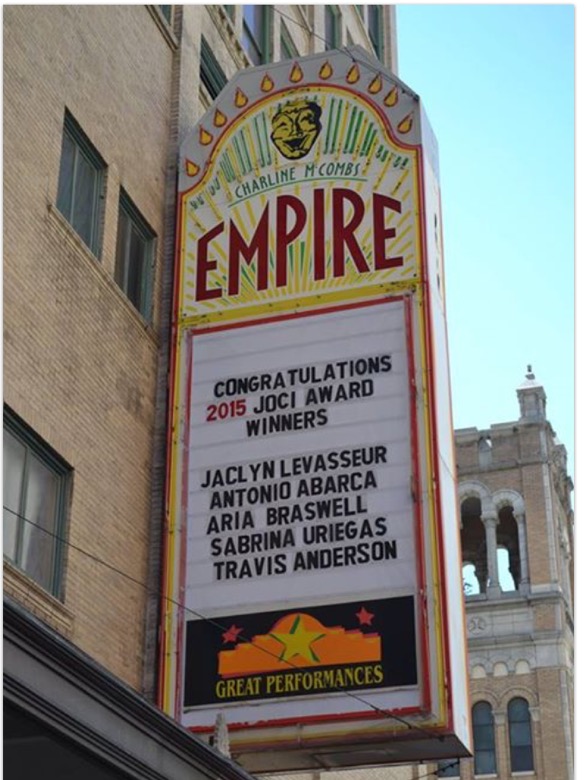 CHARLINE McCOMBS
EMPIRE
CONGRATULATIONS
2015 JOCI AWARD
WINNERS
JACLYN LEVASSEUR
ANTONIO ABARCA
ARIA BRASWELL
SABRINA URIEGAS
TRAVIS ANDERSON
GREAT PERFORMANCES